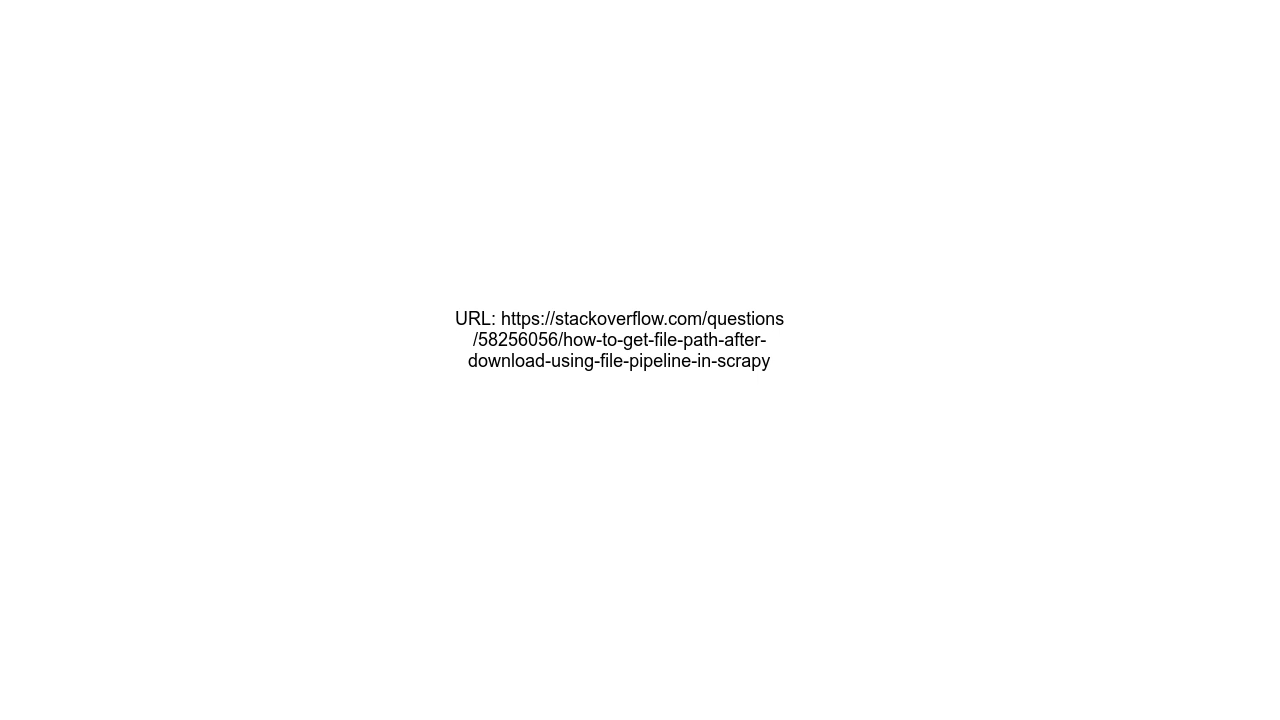 URL: https://stackoverflow.com/questions
/58256056/how-to-get-file-path-after-
download-using-file-pipeline-in-scrapy